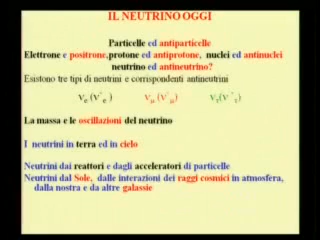 IL NEUTRINO OGGI
Particelle ed antiparticelle
Elettrone e positrone,protone ed antiprotone, nuclei ed antinuclei
neutrino ed antineutrino?
Esistono tre tipi di neutrini e corrispondenti antineutrini
νe (ν̄e) νμ (ν̄μ) ντ(ν̄τ)
La massa e le oscillazioni del neutrino
I neutrini in terra ed in cielo
Neutrini dai reattori e dagli acceleratori di particelle
Neutrini dal Sole, dalle interazioni dei raggi cosmici in atmosfera,
dalla nostra e da altre galassie